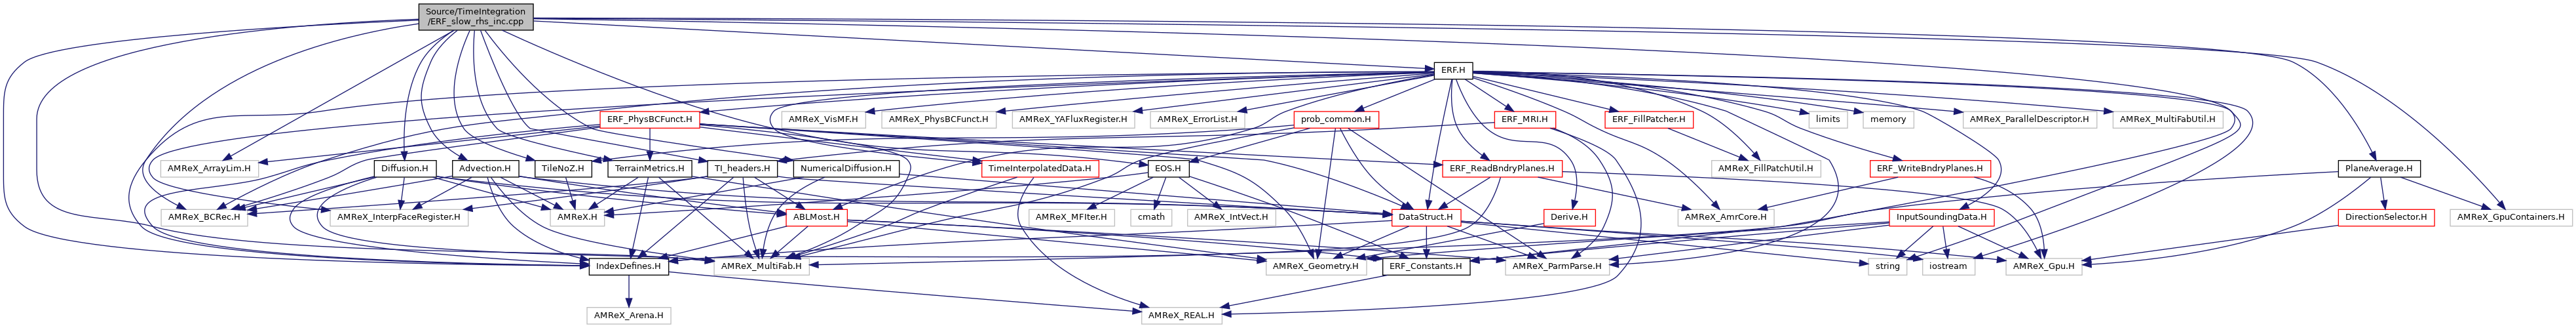 Source/TimeIntegration
/ERF_slow_rhs_inc.cpp
ERF.H
ERF_PhysBCFunct.H
AMReX_VisMF.H
AMReX_PhysBCFunct.H
AMReX_YAFluxRegister.H
AMReX_ErrorList.H
prob_common.H
ERF_MRI.H
ERF_FillPatcher.H
limits
memory
AMReX_ParallelDescriptor.H
AMReX_MultiFabUtil.H
AMReX_ArrayLim.H
Diffusion.H
Advection.H
TileNoZ.H
TerrainMetrics.H
TI_headers.H
NumericalDiffusion.H
TimeInterpolatedData.H
EOS.H
ERF_ReadBndryPlanes.H
AMReX_FillPatchUtil.H
ERF_WriteBndryPlanes.H
PlaneAverage.H
AMReX_BCRec.H
AMReX_InterpFaceRegister.H
AMReX.H
ABLMost.H
AMReX_MFIter.H
cmath
AMReX_IntVect.H
DataStruct.H
Derive.H
AMReX_AmrCore.H
InputSoundingData.H
DirectionSelector.H
AMReX_GpuContainers.H
IndexDefines.H
AMReX_MultiFab.H
AMReX_Geometry.H
ERF_Constants.H
AMReX_ParmParse.H
string
iostream
AMReX_Gpu.H
AMReX_Arena.H
AMReX_REAL.H